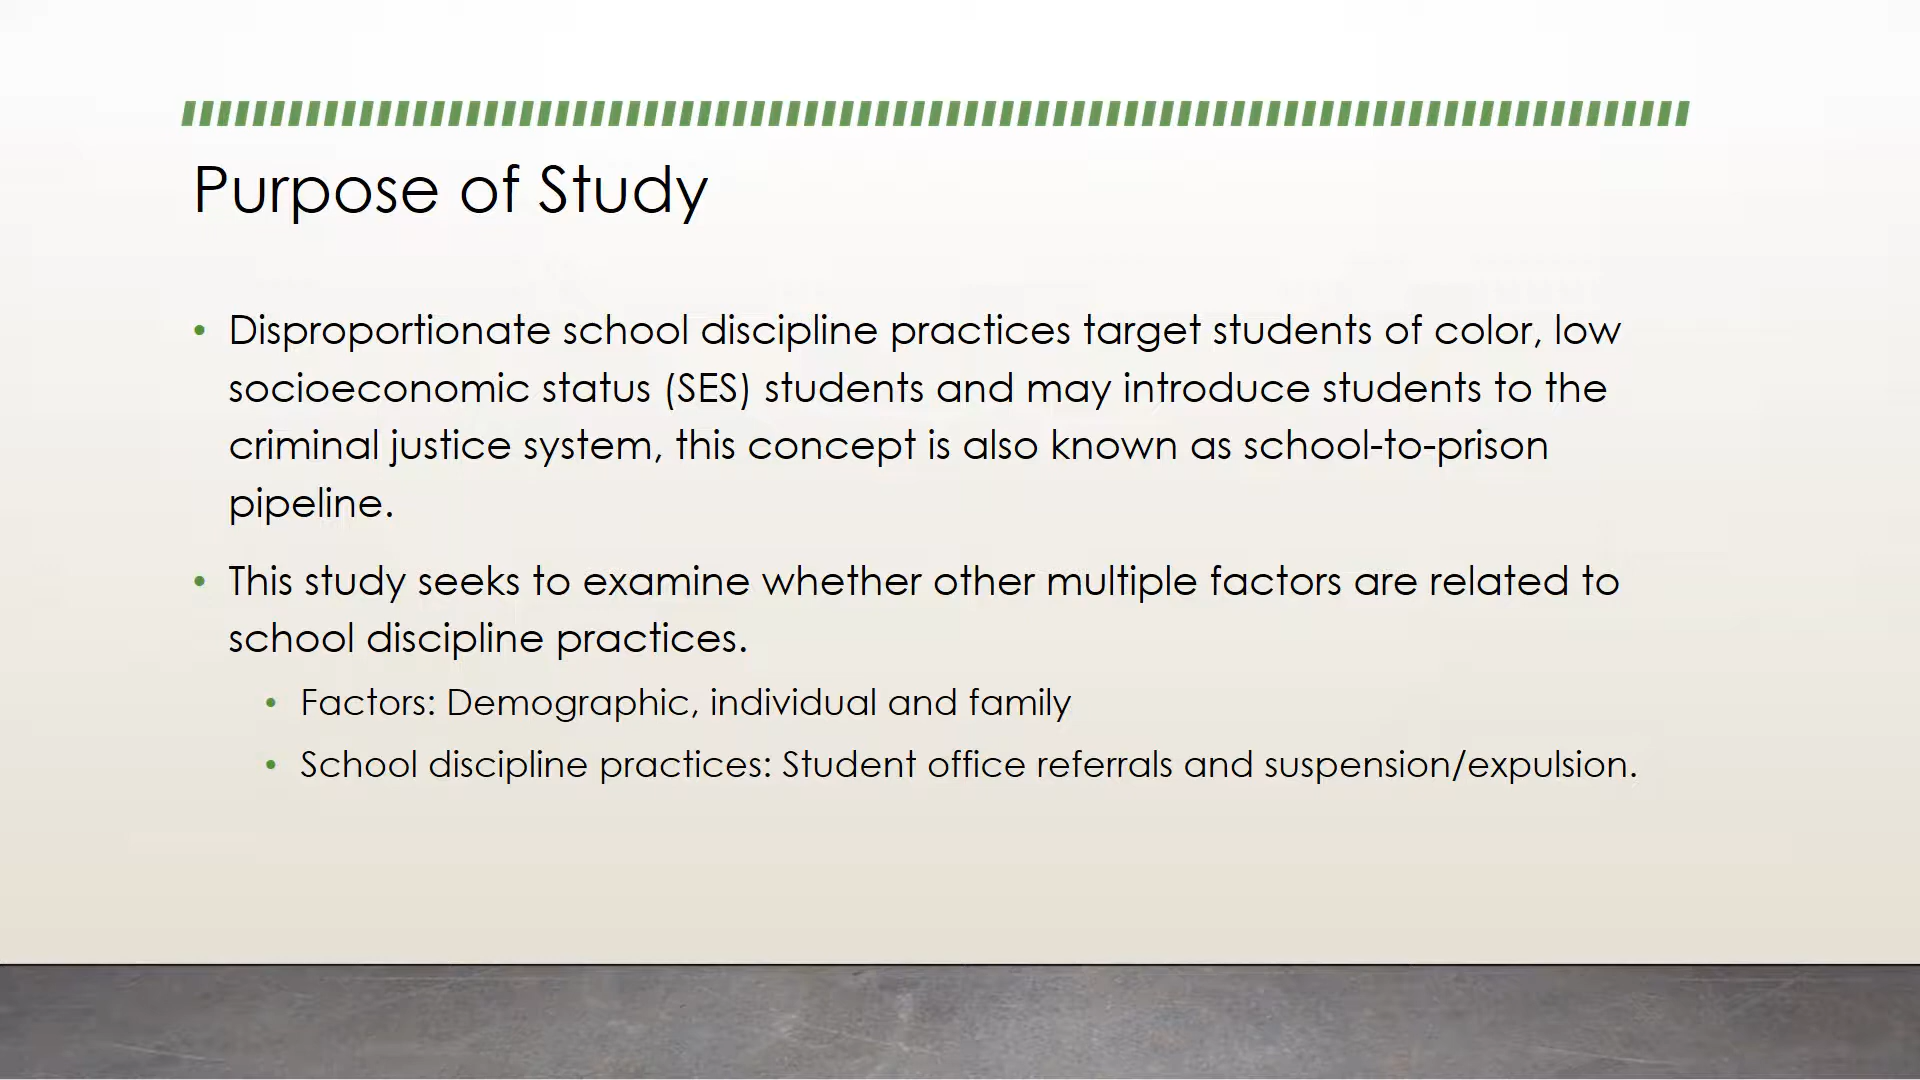 Purpose of Study
• Disproportionate school discipline practices target students of color, low
socioeconomic status (SES) students and may introduce students to the
criminal justice system, this concept is also known as school-to-prison
pipeline.
• This study seeks to examine whether other multiple factors are related to
school discipline practices.
• Factors: Demographic, individual and family
• School discipline practices: Student office referrals and suspension/expulsion.